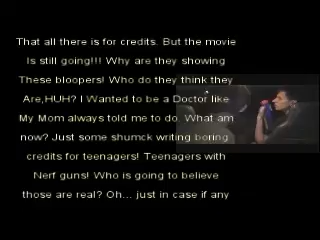 That all there is for credits. But the movie
Is still going!!! Why are they showing
These bloopers! Who do they think they
Are,HUH? I Wanted to be a Doctor like
My Mom always told me to do. What am
now? Just some shumck writing boring
credits for teenagers! Teenagers with
Nerf guns! Who is going to believe
those are real? Oh... just in case if any